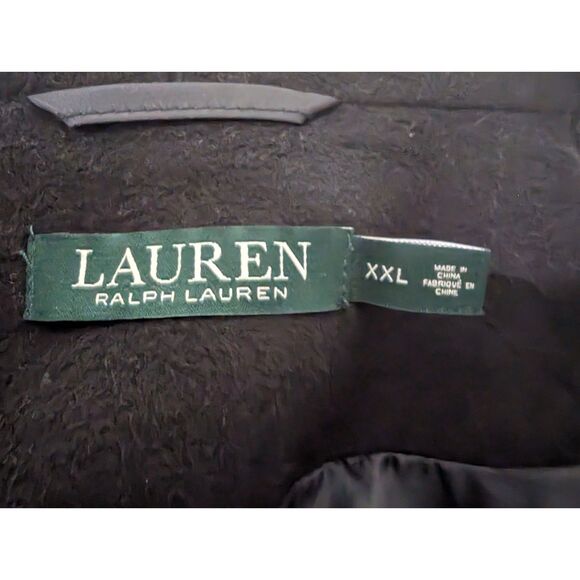 LAUREN
RALPH LAUREN
XXL
MADE IN
CHINA
FABRIQUÉ EN
CHINE